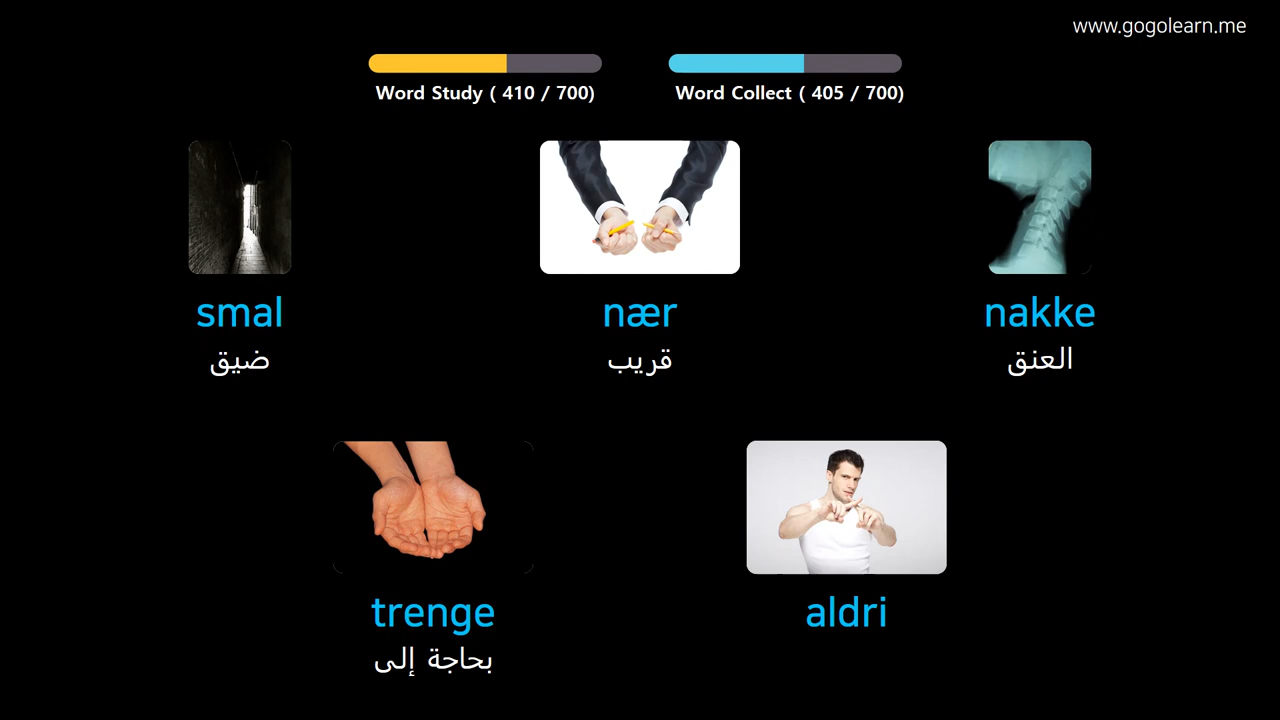 www.gogolearn.me
Word Study ( 410 / 700)
Word Collect ( 405 / 700)
smal
ضيق
nær
قريب
nakke
العنق
trenge
بحاجة إلى
aldri